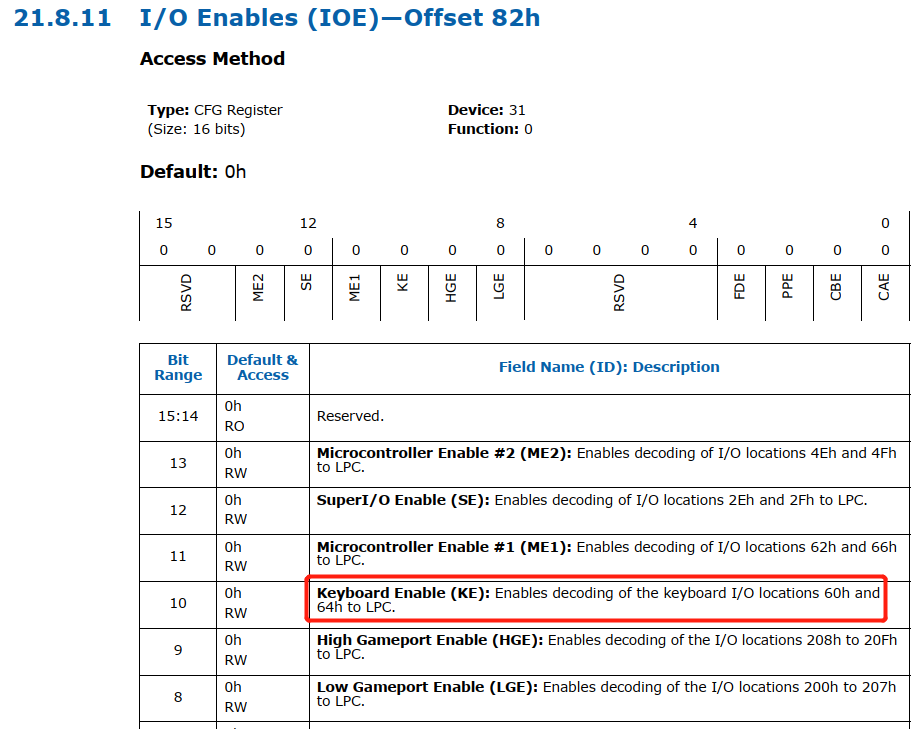 21.8.11 I/O Enables (IOE)—Offset 82h
Access Method
Type: CFG Register
(Size: 16 bits)
Device: 31
Function: 0
Default: 0h
15 12 8 4 0
0 0 0 0 0 0 0 0 0 0 0 0 0 0 0 0
RSVD ME2 SE ME1 KE HGE LGE RSVD FDE PPE CBE CAE
Bit
Range
Default &
Access
Field Name (ID): Description
15:14
0h
RO
Reserved.
13
0h
RW
Microcontroller Enable #2 (ME2): Enables decoding of I/O locations 4Eh and 4Fh
to LPC.
12
0h
RW
SuperI/O Enable (SE): Enables decoding of I/O locations 2Eh and 2Fh to LPC.
11
0h
RW
Microcontroller Enable #1 (ME1): Enables decoding of I/O locations 62h and 66h
to LPC.
10
0h
RW
Keyboard Enable (KE): Enables decoding of the keyboard I/O locations 60h and
64h to LPC.
9
0h
RW
High Gameport Enable (HGE): Enables decoding of the I/O locations 208h to 20Fh
to LPC.
8
0h
RW
Low Gameport Enable (LGE): Enables decoding of the I/O locations 200h to 207h
to LPC.